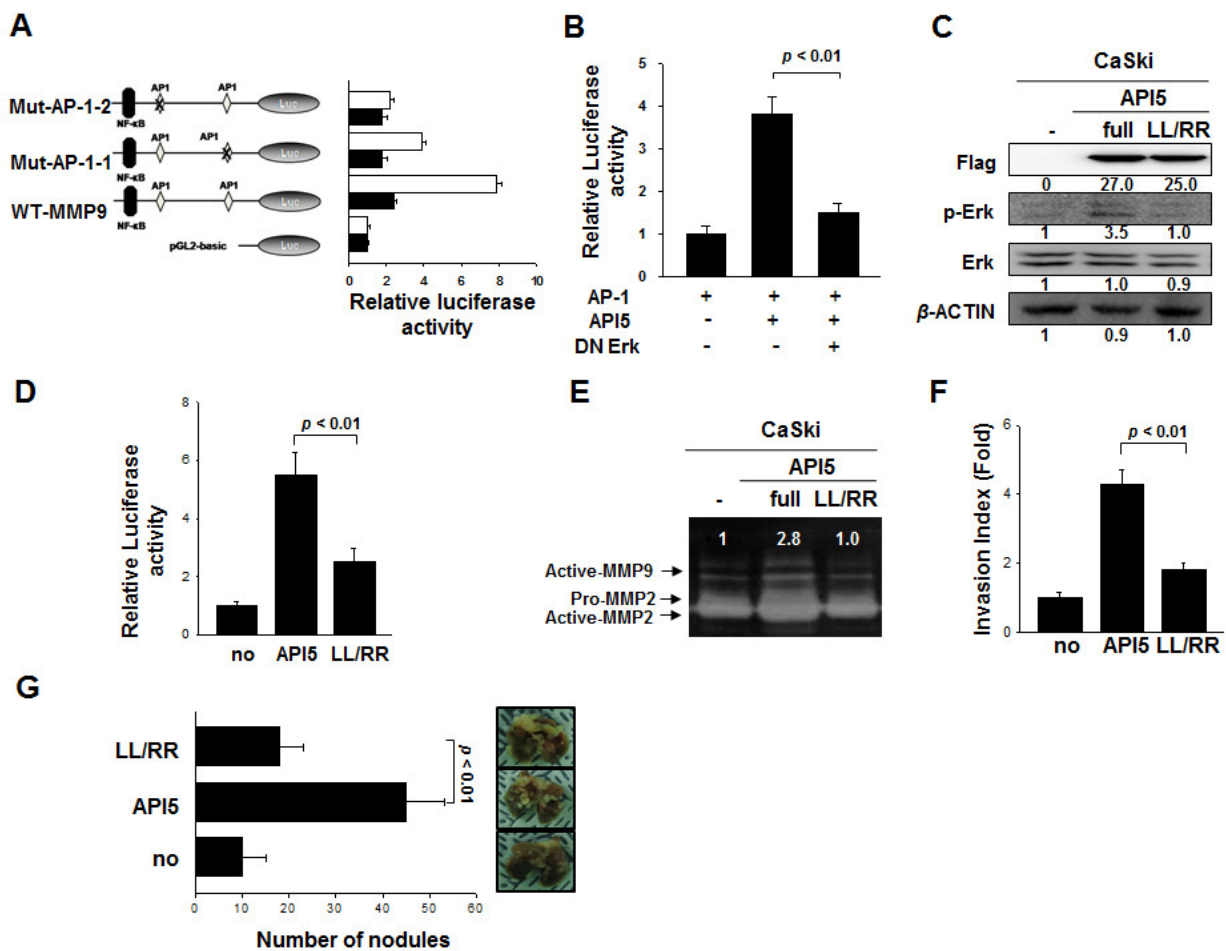 A
AP1 AP1
Mut-AP-1-2
Luc
NF-κB
AP1 AP1
Mut-AP-1-1
Luc
NF-κB
AP1 AP1
WT-MMP9
Luc
NF-κB
pGL2-basic
Luc
0 2 4 6 8 10
Relative luciferase
activity
B
p < 0.01
Relative Luciferase
activity
5
4
3
2
1
0
AP-1 + + +
API5 - + +
DN Erk - - +
C
CaSki
API5
- full LL/RR
Flag
0 27.0 25.0
p-Erk
1 3.5 1.0
Erk
1 1.0 0.9
β-ACTIN
1 0.9 1.0
D
p < 0.01
Relative Luciferase
activity
8
6
4
2
0
no API5 LL/RR
E
CaSki
API5
- full LL/RR
1 2.8 1.0
Active-MMP9
Pro-MMP2
Active-MMP2
F
p < 0.01
Invasion Index (Fold)
6
4
2
0
no API5 LL/RR
G
LL/RR
API5
no
p < 0.01
0 10 20 30 40 50 60
Number of nodules